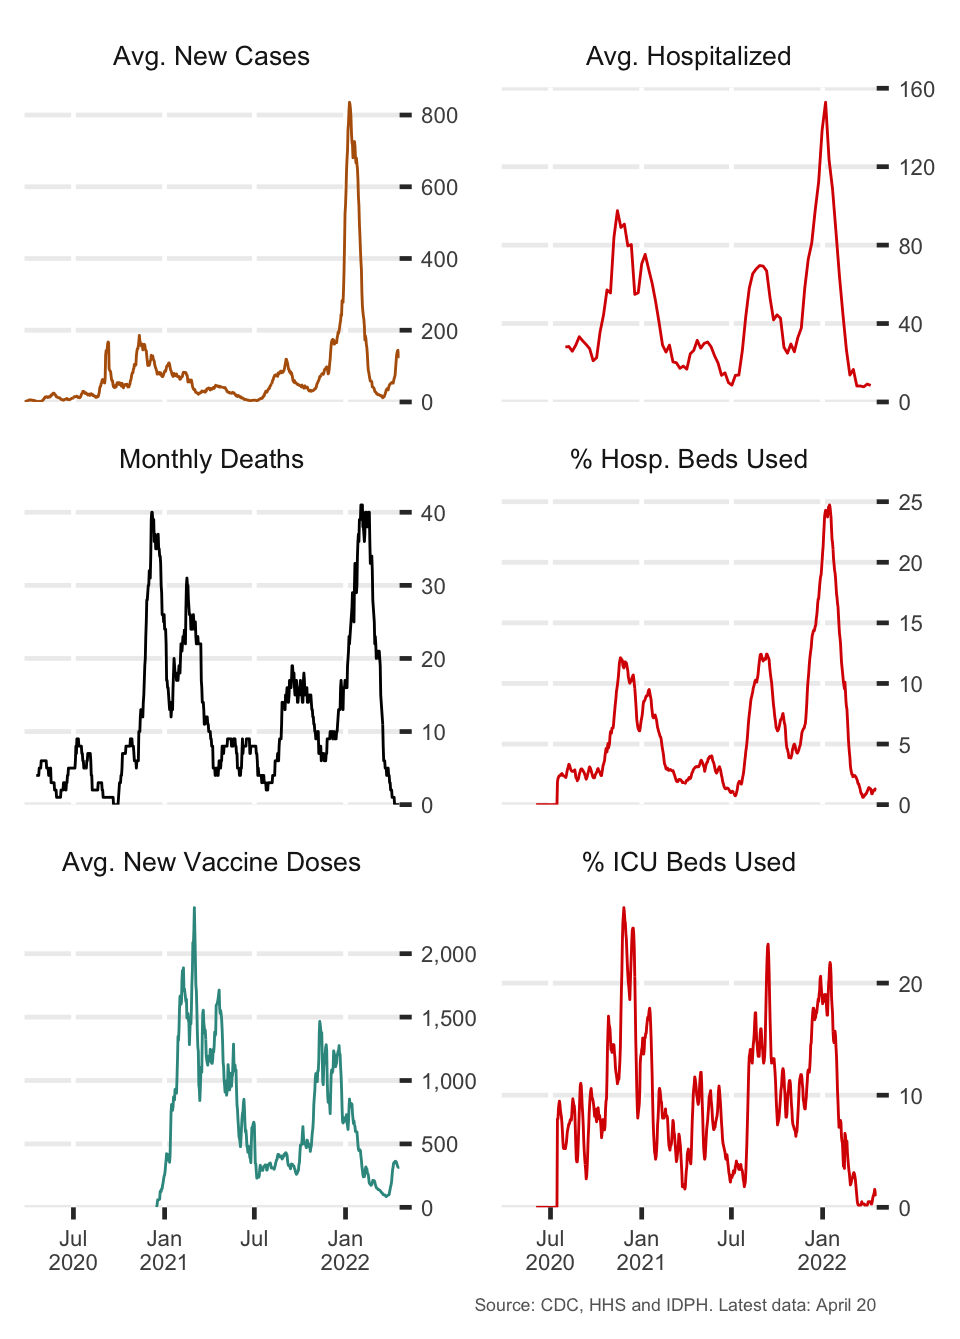 Avg. New Cases
800
600
400
200
0
Avg. Hospitalized
160
120
80
40
0
Monthly Deaths
40
30
20
10
0
% Hosp. Beds Used
25
20
15
10
5
0
Avg. New Vaccine Doses
2,000
1,500
1,000
500
0
Jul Jan Jul Jan
2020 2021 2022
% ICU Beds Used
20
10
0
Jul Jan Jul Jan
2020 2021 2022
Source: CDC, HHS and IDPH. Latest data: April 20